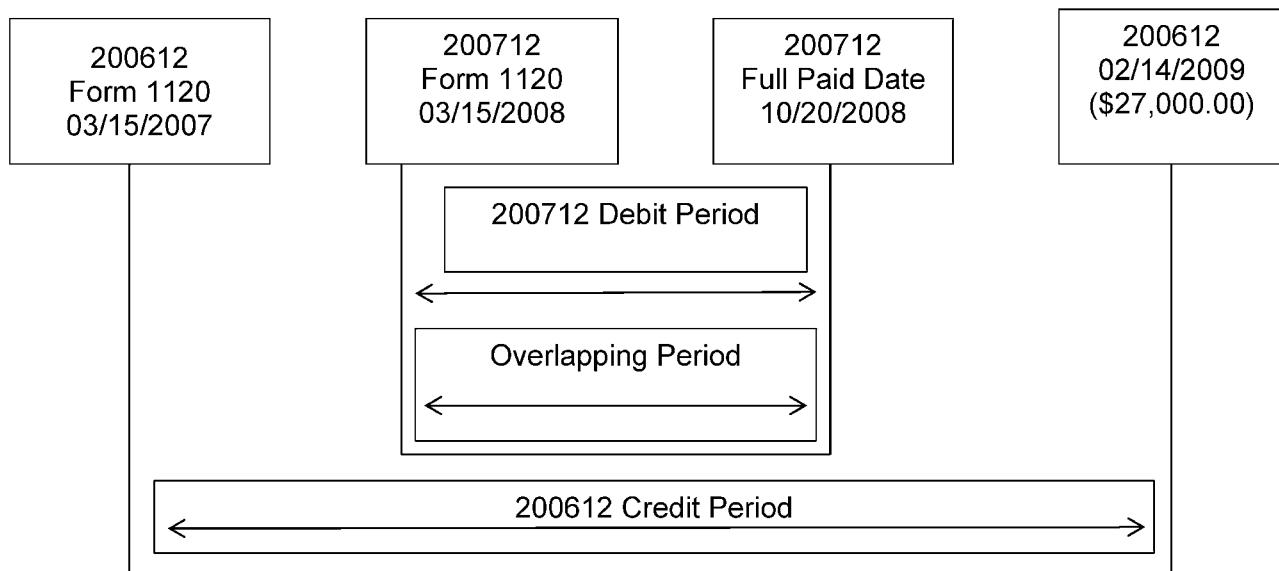 200612
Form 1120
03/15/2007
200712
Form 1120
03/15/2008
200712
Full Paid Date
10/20/2008
200612
02/14/2009
($27,000.00)
200712 Debit Period
Overlapping Period
200612 Credit Period